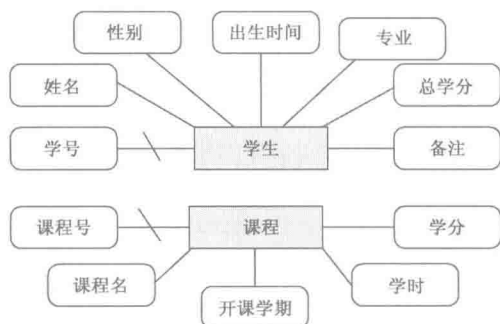 性别
出生时间
专业
姓名
总学分
学号
学生
备注
课程号
课程
学分
课程名
开课学期
学时